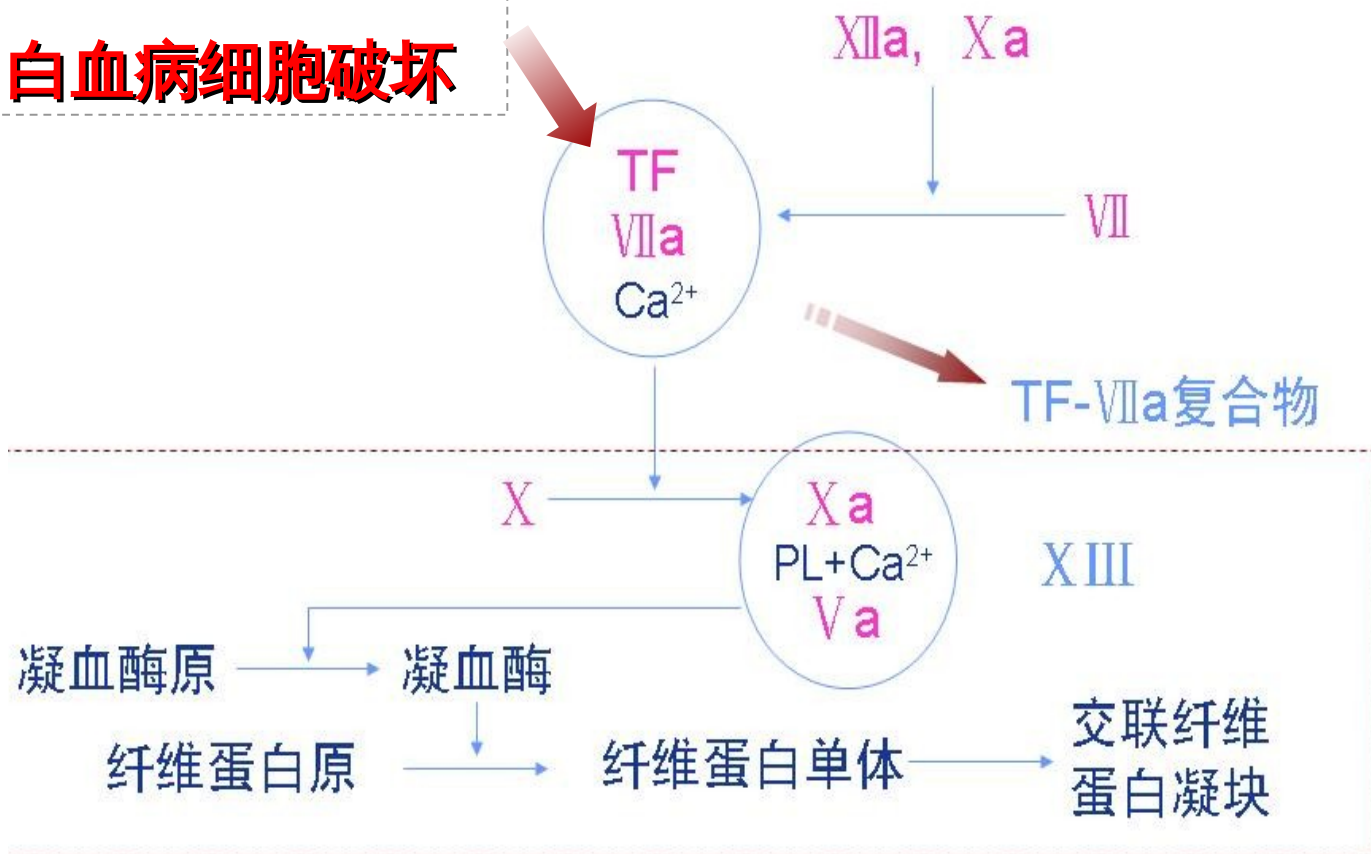 白血病细胞破坏
Ⅻa, Ⅹa
TF
Ⅶa
Ca²⁺
Ⅶ
TF-Ⅶa复合物
Ⅹ
Ⅹa
PL+Ca²⁺
Ⅴa
ⅩⅢ
凝血酶原
凝血酶
纤维蛋白原
纤维蛋白单体
交联纤维
蛋白凝块